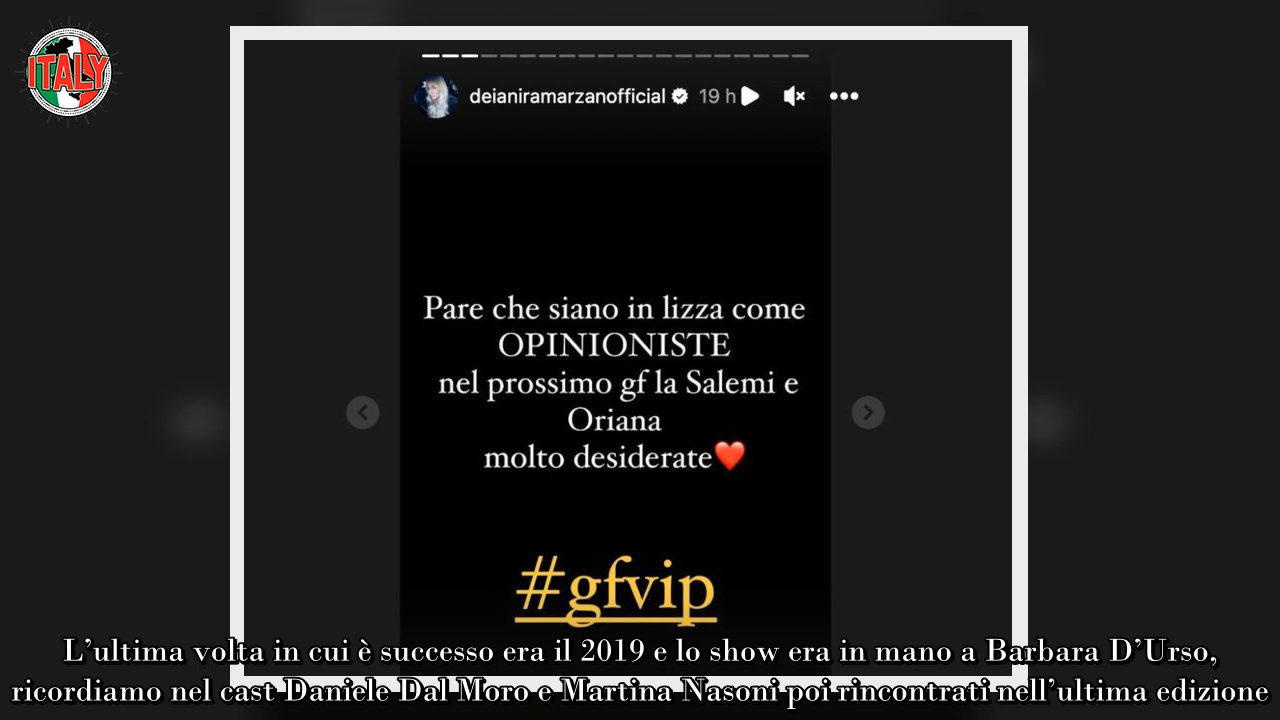 ITALY
deianiramarzanofficial 19 h
Pare che siano in lizza come
OPINIONISTE
nel prossimo gf la Salemi e
Oriana
molto desiderate❤️
#gfvip
L'ultima volta in cui è successo era il 2019 e lo show era in mano a Barbara D'Urso,
ricordiamo nel cast Daniele Dal Moro e Martina Nasoni poi rincontrati nell'ultima edizione